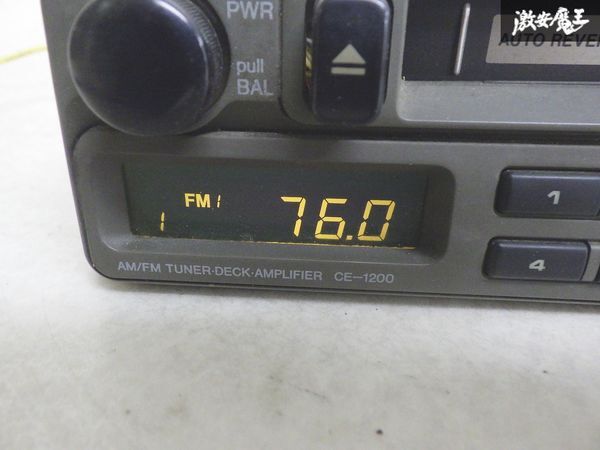 激安魔王
PWR
AUTO REVE
pull
BAL
FM 1
1
76.0
1
4
AM/FM TUNER·DECK·AMPLIFIER CE-1200